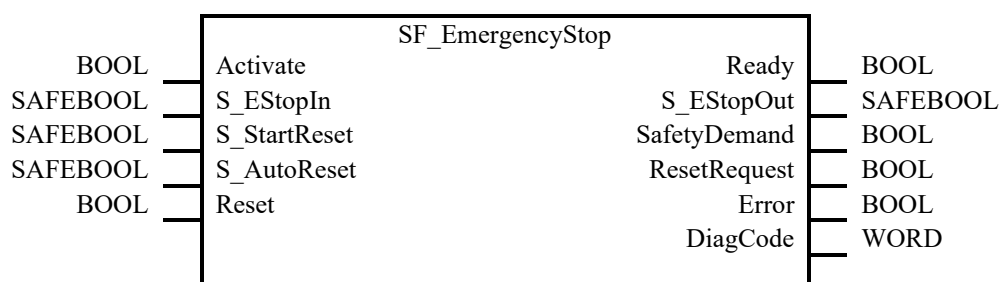 SF_EmergencyStop
BOOL Activate Ready BOOL
SAFEBOOL S_EStopIn S_EStopOut SAFEBOOL
SAFEBOOL S_StartReset SafetyDemand BOOL
SAFEBOOL S_AutoReset ResetRequest BOOL
BOOL Reset Error BOOL
DiagCode WORD